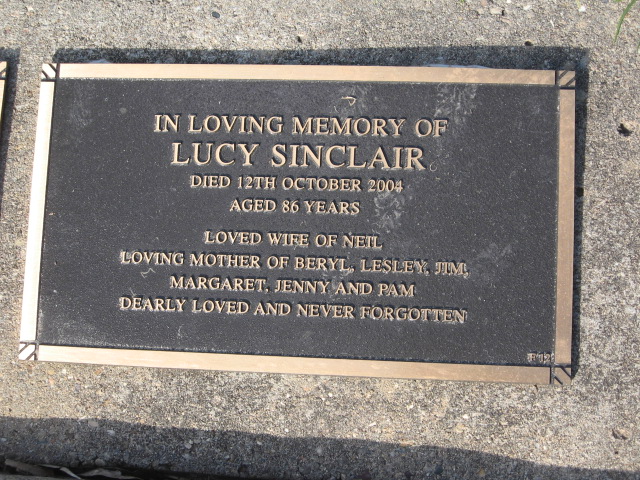 IN LOVING MEMORY OF
LUCY SINCLAIR
DIED 12TH OCTOBER 2004
AGED 86 YEARS
LOVED WIFE OF NEIL
LOVING MOTHER OF BERYL, LESLEY, JIM,
MARGARET, JENNY AND PAM
DEARLY LOVED AND NEVER FORGOTTEN